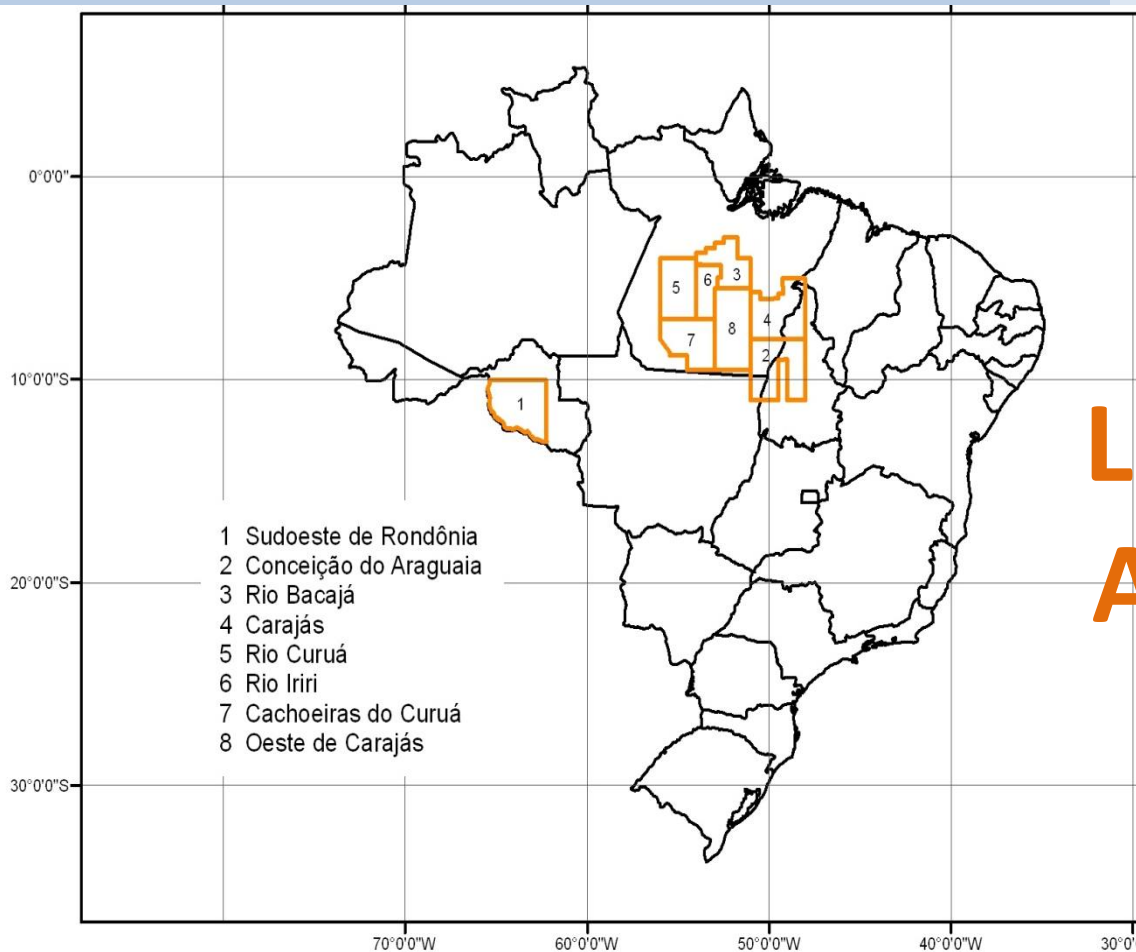 0°0'0"
10°0'0"S
20°0'0"S
30°0'0"S
5
6
3
8
4
7
2
1
1 Sudoeste de Rondônia
2 Conceição do Araguaia
3 Rio Bacajá
4 Carajás
5 Rio Curuá
6 Rio Iriri
7 Cachoeiras do Curuá
8 Oeste de Carajás
L
A
70°0'0"W
60°0'0"W
50°0'0"W
40°0'0"W